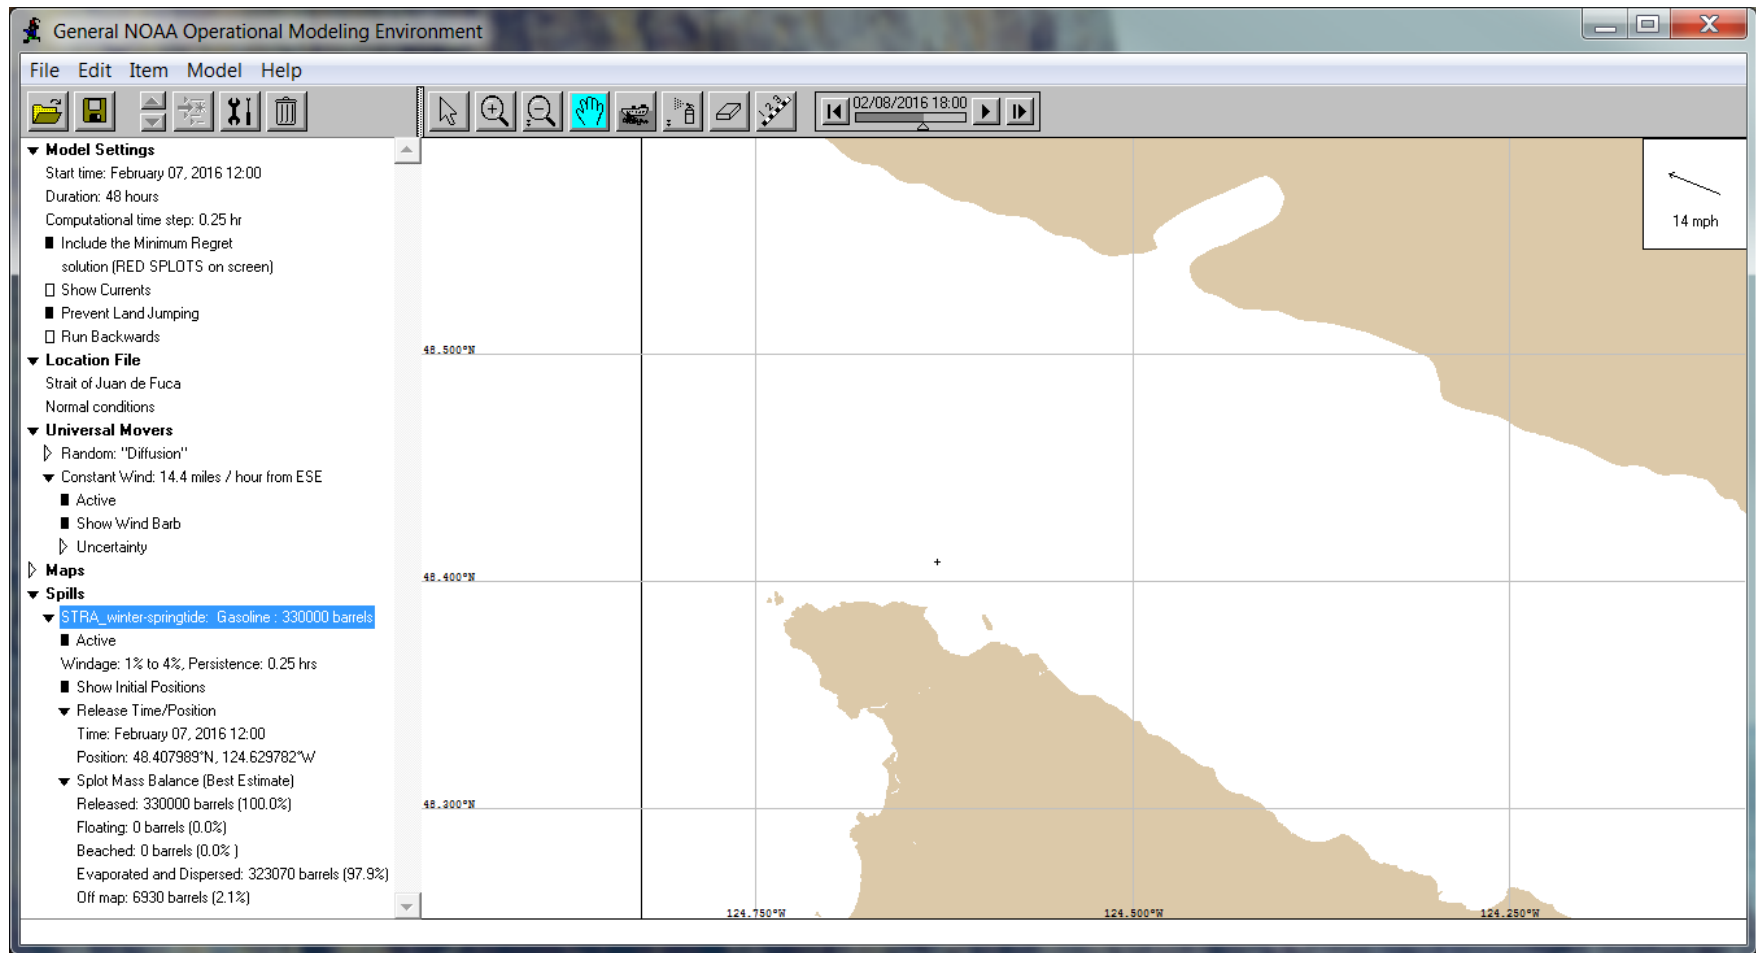 General NOAA Operational Modeling Environment
File Edit Item Model Help
02/08/2016 18:00
1 2 3
Model Settings
Start time: February 07, 2016 12:00
Duration: 48 hours
Computational time step: 0.25 hr
Include the Minimum Regret
solution (RED SPLOTS on screen)
Show Currents
Prevent Land Jumping
Run Backwards
Location File
Strait of Juan de Fuca
Normal conditions
Universal Movers
Random: "Diffusion"
Constant Wind: 14.4 miles / hour from ESE
Active
Show Wind Barb
Uncertainty
Maps
Spills
STRA_winter-springtide: Gasoline : 330000 barrels
Active
Windage: 1% to 4%, Persistence: 0.25 hrs
Show Initial Positions
Release Time/Position
Time: February 07, 2016 12:00
Position: 48.407989°N, 124.629782°W
Splot Mass Balance (Best Estimate)
Released: 330000 barrels (100.0%)
Floating: 0 barrels (0.0%)
Beached: 0 barrels (0.0% )
Evaporated and Dispersed: 323070 barrels (97.9%)
Off map: 6930 barrels (2.1%)
14 mph
48.500°N
48.400°N
48.300°N
124.750°W
124.500°W
124.250°W